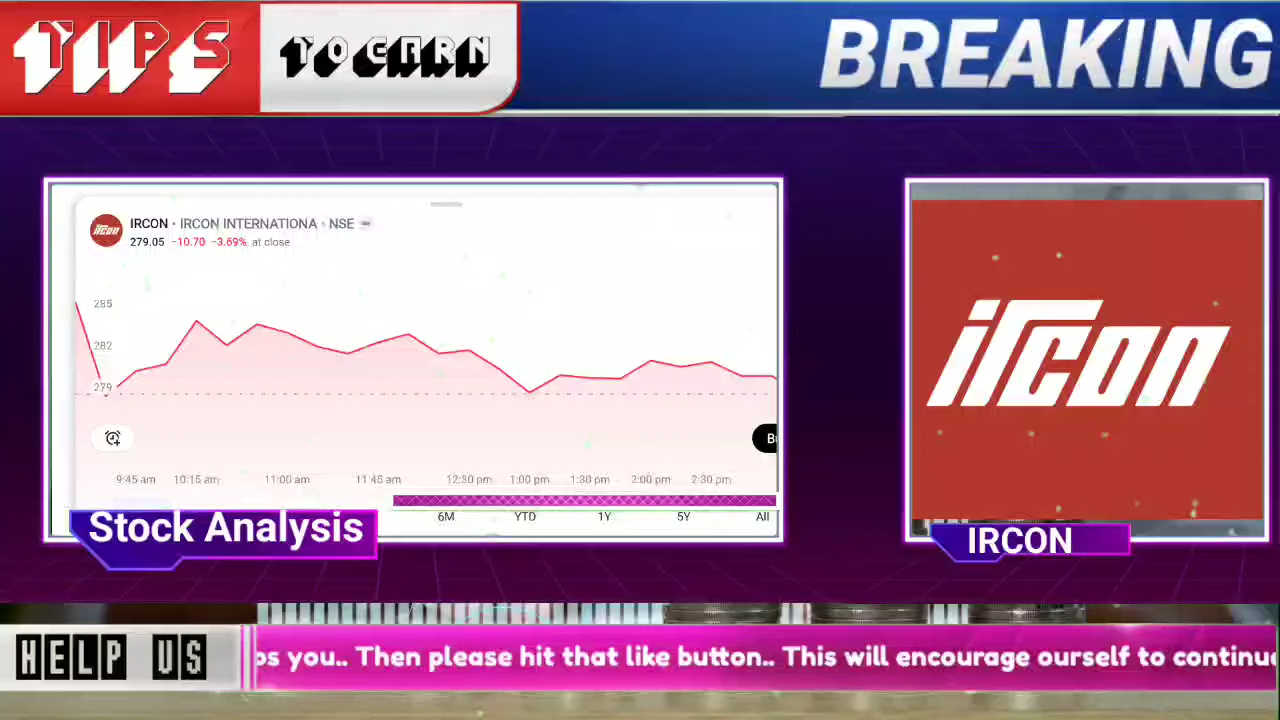 TIPS
TO EARN
BREAKING
ircon
IRCON • IRCON INTERNATIONA • NSE
279.05 −10.70 −3.69% at close
285
282
279
9:45 am 10:15 am 11:00 am 11:45 am 12:30 pm 1:00 pm 1:30 pm 2:00 pm 2:30 pm
6M YTD 1Y 5Y All
Stock Analysis
ircon
IRCON
HELP US
you.. Then please hit that like button.. This will encourage ourself to